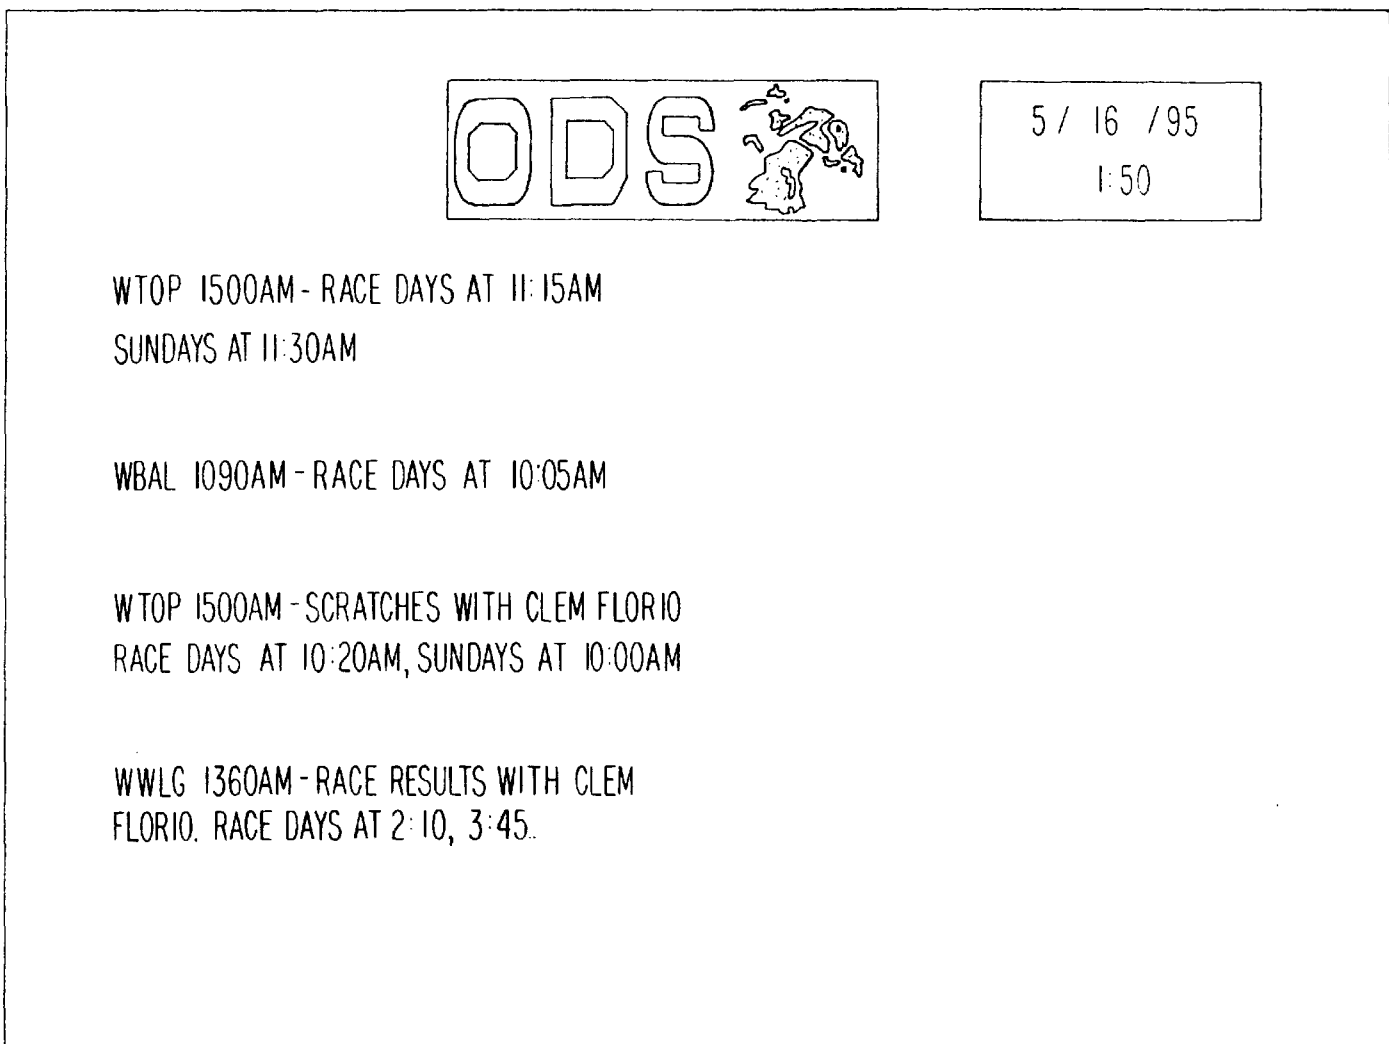 ODS
5/ 16 /95
1:50
WTOP 1500AM - RACE DAYS AT 11:15AM
SUNDAYS AT 11:30AM
WBAL 1090AM - RACE DAYS AT 10:05AM
WTOP 1500AM - SCRATCHES WITH CLEM FLORIO
RACE DAYS AT 10:20AM, SUNDAYS AT 10:00AM
WWLG 1360AM - RACE RESULTS WITH CLEM
FLORIO. RACE DAYS AT 2:10, 3:45..